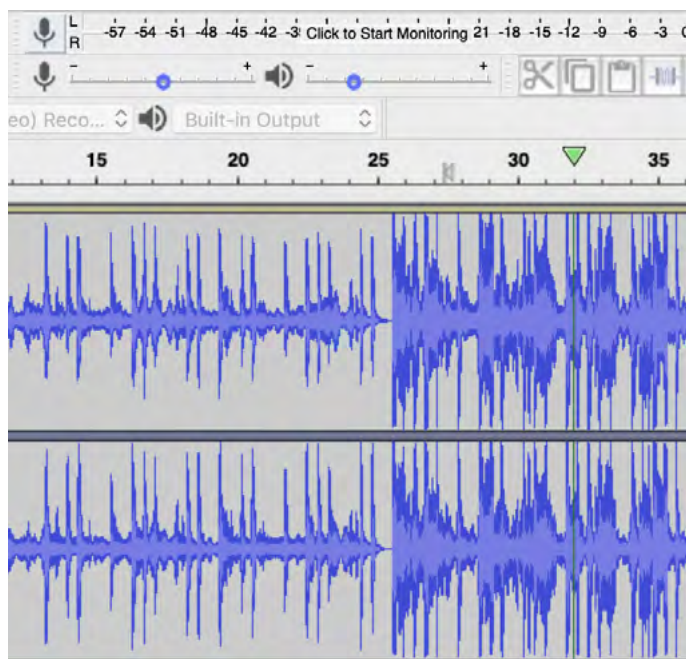 L
R
-57 -54 -51 -48 -45 -42 -3 Click to Start Monitoring 21 -18 -15 -12 -9 -6 -3 0
- + - +
eo) Reco... Built-in Output
15 20 25 30 35